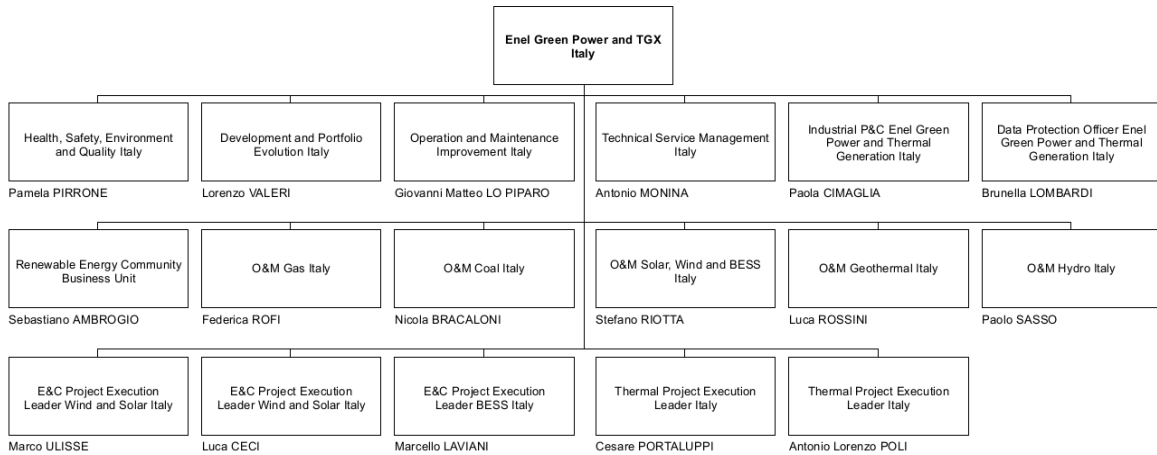 Enel Green Power and TGX
Italy
Health, Safety, Environment
and Quality Italy
Pamela PIRRONE
Development and Portfolio
Evolution Italy
Lorenzo VALERI
Operation and Maintenance
Improvement Italy
Giovanni Matteo LO PIPARO
Technical Service Management
Italy
Antonio MONINA
Industrial P&C Enel Green
Power and Thermal
Generation Italy
Paola CIMAGLIA
Data Protection Officer Enel
Green Power and Thermal
Generation Italy
Brunella LOMBARDI
Renewable Energy Community
Business Unit
Sebastiano AMBROGIO
O&M Gas Italy
Federica ROFI
O&M Coal Italy
Nicola BRACALONI
O&M Solar, Wind and BESS
Italy
Stefano RIOTTA
O&M Geothermal Italy
Luca ROSSINI
O&M Hydro Italy
Paolo SASSO
E&C Project Execution
Leader Wind and Solar Italy
Marco ULISSE
E&C Project Execution
Leader Wind and Solar Italy
Luca CECI
E&C Project Execution
Leader BESS Italy
Marcello LAVIANI
Thermal Project Execution
Leader Italy
Cesare PORTALUPPI
Thermal Project Execution
Leader Italy
Antonio Lorenzo POLI